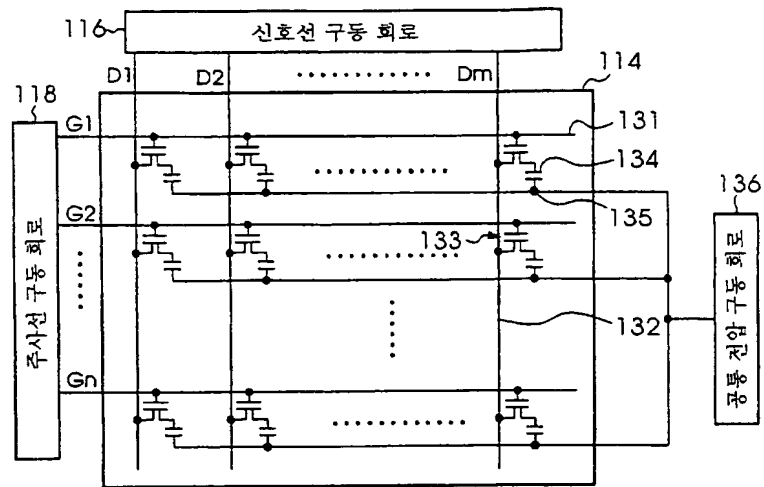 116
신호선 구동 회로
D1
D2
Dm
114
118
주사선 구동 회로
G1
131
134
135
136
공통 전압 구동 회로
G2
133
132
Gn